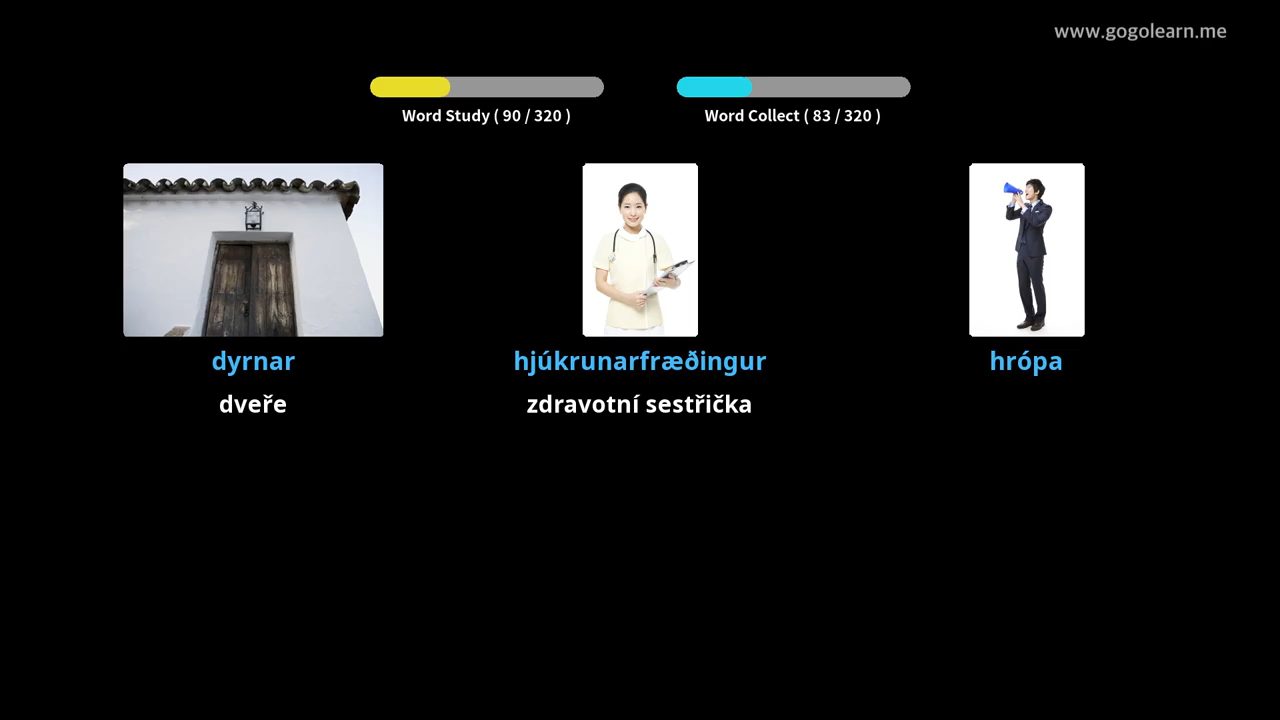 www.gogolearn.me
Word Study ( 90 / 320 )
Word Collect ( 83 / 320 )
dyrnar
hjúkrunarfræðingur
hrópa
dveře
zdravotní sestřička